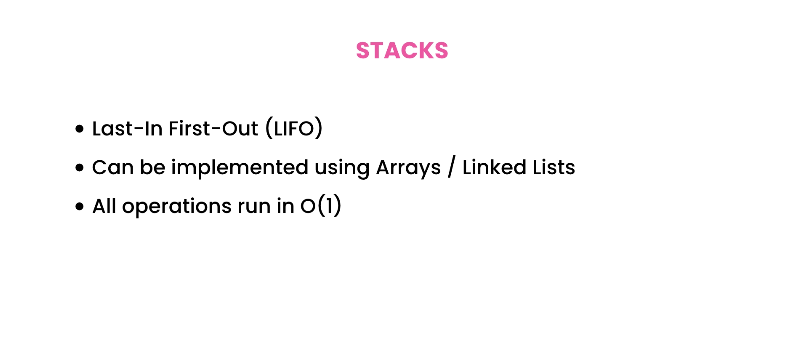 STACKS
• Last-In First-Out (LIFO)
• Can be implemented using Arrays / Linked Lists
• All operations run in O(1)